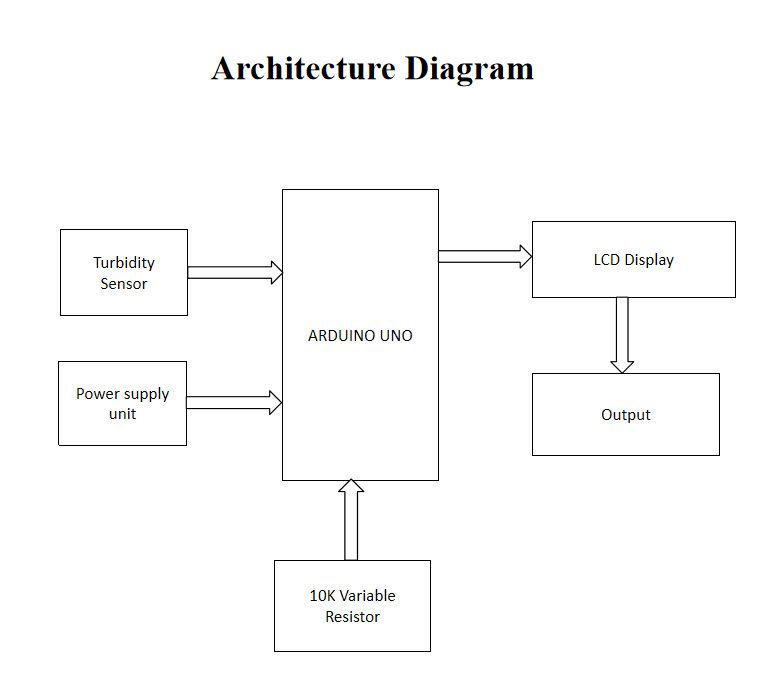 Architecture Diagram
Turbidity
Sensor
Power supply
unit
ARDUINO UNO
LCD Display
Output
10K Variable
Resistor